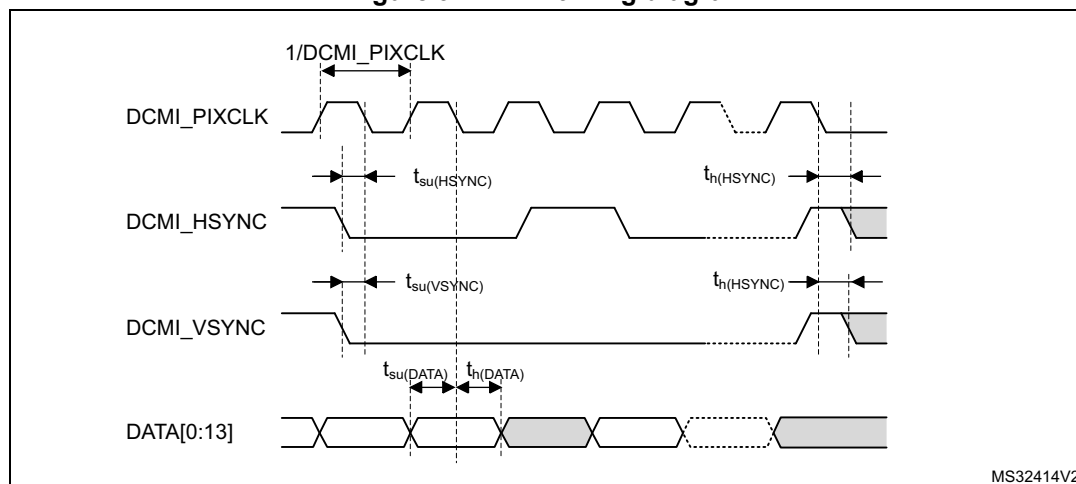 1/DCMI_PIXCLK
DCMI_PIXCLK
tsu(HSYNC)
th(HSYNC)
DCMI_HSYNC
tsu(VSYNC)
th(HSYNC)
DCMI_VSYNC
tsu(DATA) th(DATA)
DATA[0:13]
MS32414V2